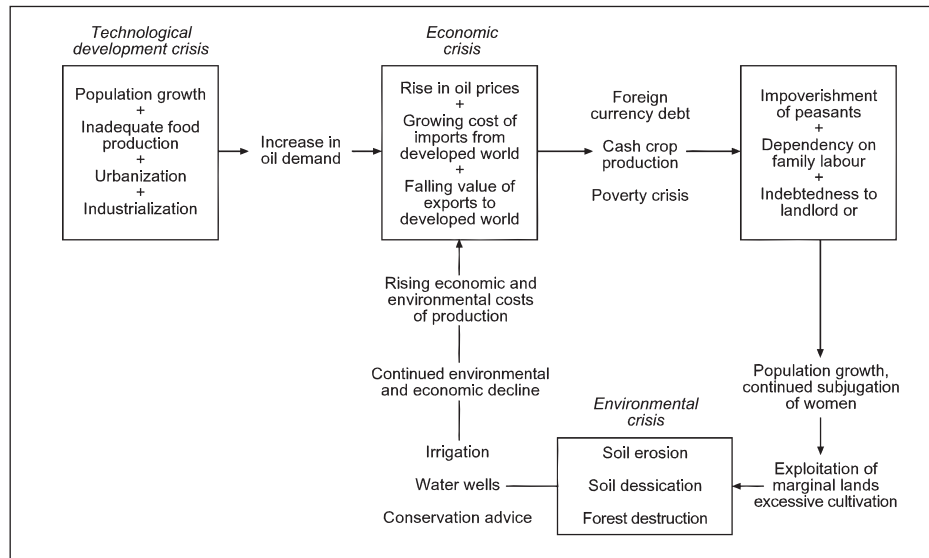 Technological
development crisis
Population growth
+
Inadequate food
production
+
Urbanization
+
Industrialization
Increase in
oil demand
Economic
crisis
Rise in oil prices
+
Growing cost of
imports from
developed world
+
Falling value of
exports to
developed world
Foreign
currency debt
Cash crop
production
Poverty crisis
Impoverishment
of peasants
+
Dependency on
family labour
+
Indebtedness to
landlord or
Population growth,
continued subjugation
of women
Exploitation of
marginal lands
excessive cultivation
Environmental
crisis
Soil erosion
Soil dessication
Forest destruction
Irrigation
Water wells
Conservation advice
Continued environmental
and economic decline
Rising economic and
environmental costs
of production